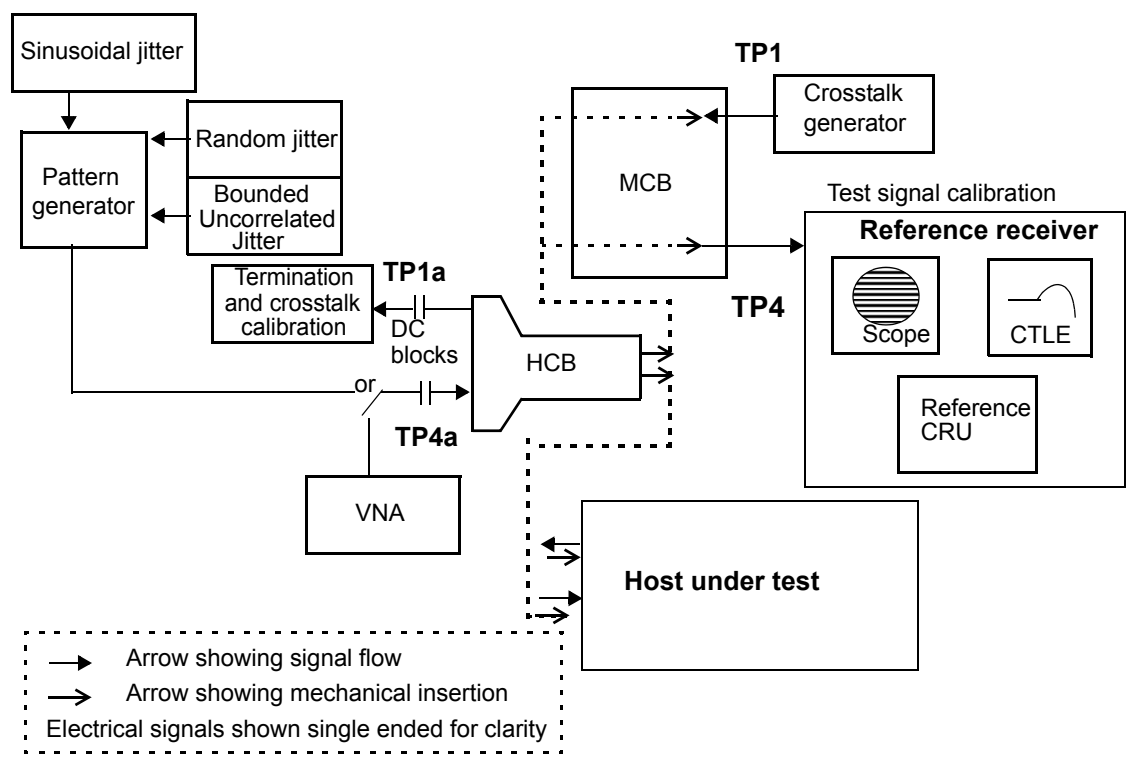 Sinusoidal jitter
TP1
Crosstalk
generator
Random jitter
Pattern
generator
Bounded
Uncorrelated
Jitter
MCB
Test signal calibration
Reference receiver
Termination
and crosstalk
calibration
TP1a
DC
blocks
TP4
Scope
CTLE
HCB
or
TP4a
Reference
CRU
VNA
Host under test
Arrow showing signal flow
Arrow showing mechanical insertion
Electrical signals shown single ended for clarity